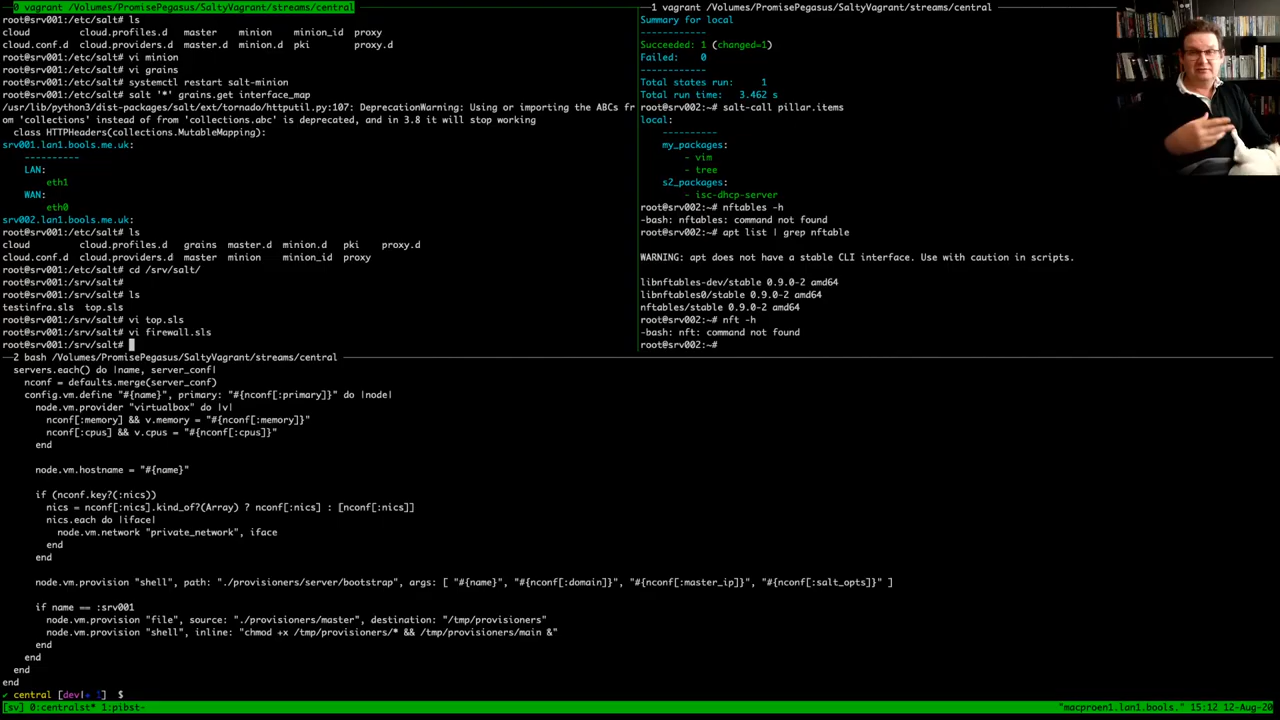 0 vagrant /Volumes/PromisePegasus/SaltyVagrant/streams/central
root@srv001:/etc/salt# ls
cloud cloud.profiles.d master minion minion_id proxy
cloud.conf.d cloud.providers.d master.d minion.d pki proxy.d
root@srv001:/etc/salt# vi minion
root@srv001:/etc/salt# vi grains
root@srv001:/etc/salt# systemctl restart salt-minion
root@srv001:/etc/salt# salt '*' grains.get interface_map
/usr/lib/python3/dist-packages/salt/ext/tornado/httputil.py:107: DeprecationWarning: Using or importing the ABCs fr
om 'collections' instead of from 'collections.abc' is deprecated, and in 3.8 it will stop working
class HTTPHeaders(collections.MutableMapping):
srv001.lan1.bools.me.uk:
----------
LAN:
eth1
WAN:
eth0
srv002.lan1.bools.me.uk:
root@srv001:/etc/salt# ls
cloud cloud.profiles.d grains master.d minion.d pki proxy.d
cloud.conf.d cloud.providers.d master minion minion_id proxy
root@srv001:/etc/salt# cd /srv/salt/
root@srv001:/srv/salt#
root@srv001:/srv/salt# ls
testinfra.sls top.sls
root@srv001:/srv/salt# vi top.sls
root@srv001:/srv/salt# vi firewall.sls
root@srv001:/srv/salt#
1 vagrant /Volumes/PromisePegasus/SaltyVagrant/streams/central
Summary for local
------------
Succeeded: 1 (changed=1)
Failed: 0
------------
Total states run: 1
Total run time: 3.462 s
root@srv002:~# salt-call pillar.items
local:
----------
my_packages:
- vim
- tree
s2_packages:
- isc-dhcp-server
root@srv002:~# nftables -h
-bash: nftables: command not found
root@srv002:~# apt list | grep nftable
WARNING: apt does not have a stable CLI interface. Use with caution in scripts.
libnftables-dev/stable 0.9.0-2 amd64
libnftables0/stable 0.9.0-2 amd64
nftables/stable 0.9.0-2 amd64
root@srv002:~# nft -h
-bash: nft: command not found
root@srv002:~#
2 bash /Volumes/PromisePegasus/SaltyVagrant/streams/central
servers.each() do |name, server_conf|
nconf = defaults.merge(server_conf)
config.vm.define "#{name}", primary: "#{nconf[:primary]}" do |node|
node.vm.provider "virtualbox" do |v|
nconf[:memory] && v.memory = "#{nconf[:memory]}"
nconf[:cpus] && v.cpus = "#{nconf[:cpus]}"
end
node.vm.hostname = "#{name}"
if (nconf.key?(:nics))
nics = nconf[:nics].kind_of?(Array) ? nconf[:nics] : [nconf[:nics]]
nics.each do |iface|
node.vm.network "private_network", iface
end
end
node.vm.provision "shell", path: "./provisioners/server/bootstrap", args: [ "#{name}", "#{nconf[:domain]}", "#{nconf[:master_ip]}", "#{nconf[:salt_opts]}" ]
if name == :srv001
node.vm.provision "file", source: "./provisioners/master", destination: "/tmp/provisioners"
node.vm.provision "shell", inline: "chmod +x /tmp/provisioners/* && /tmp/provisioners/main &"
end
end
end
end
✔ central [dev|+ 1] $
[sv] 0:centralst* 1:pibst- "macproen1.lan1.bools." 15:12 12-Aug-20